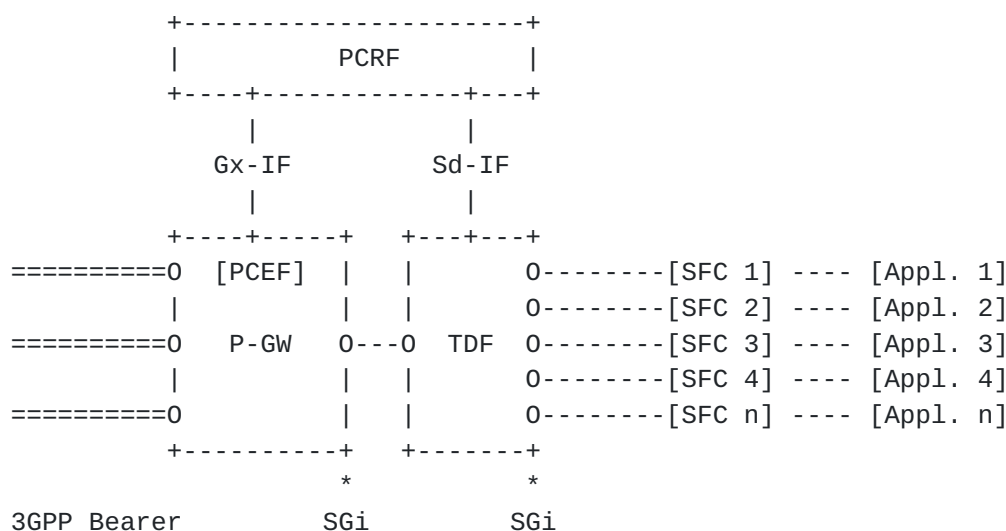 PCRF
Gx-IF Sd-IF
==========O [PCEF] | | O--------[SFC 1] ---- [Appl. 1]
| | | O--------[SFC 2] ---- [Appl. 2]
==========O P-GW O---O TDF O--------[SFC 3] ---- [Appl. 3]
| | | O--------[SFC 4] ---- [Appl. 4]
==========O | | O--------[SFC n] ---- [Appl. n]
* *
3GPP Bearer SGi SGi